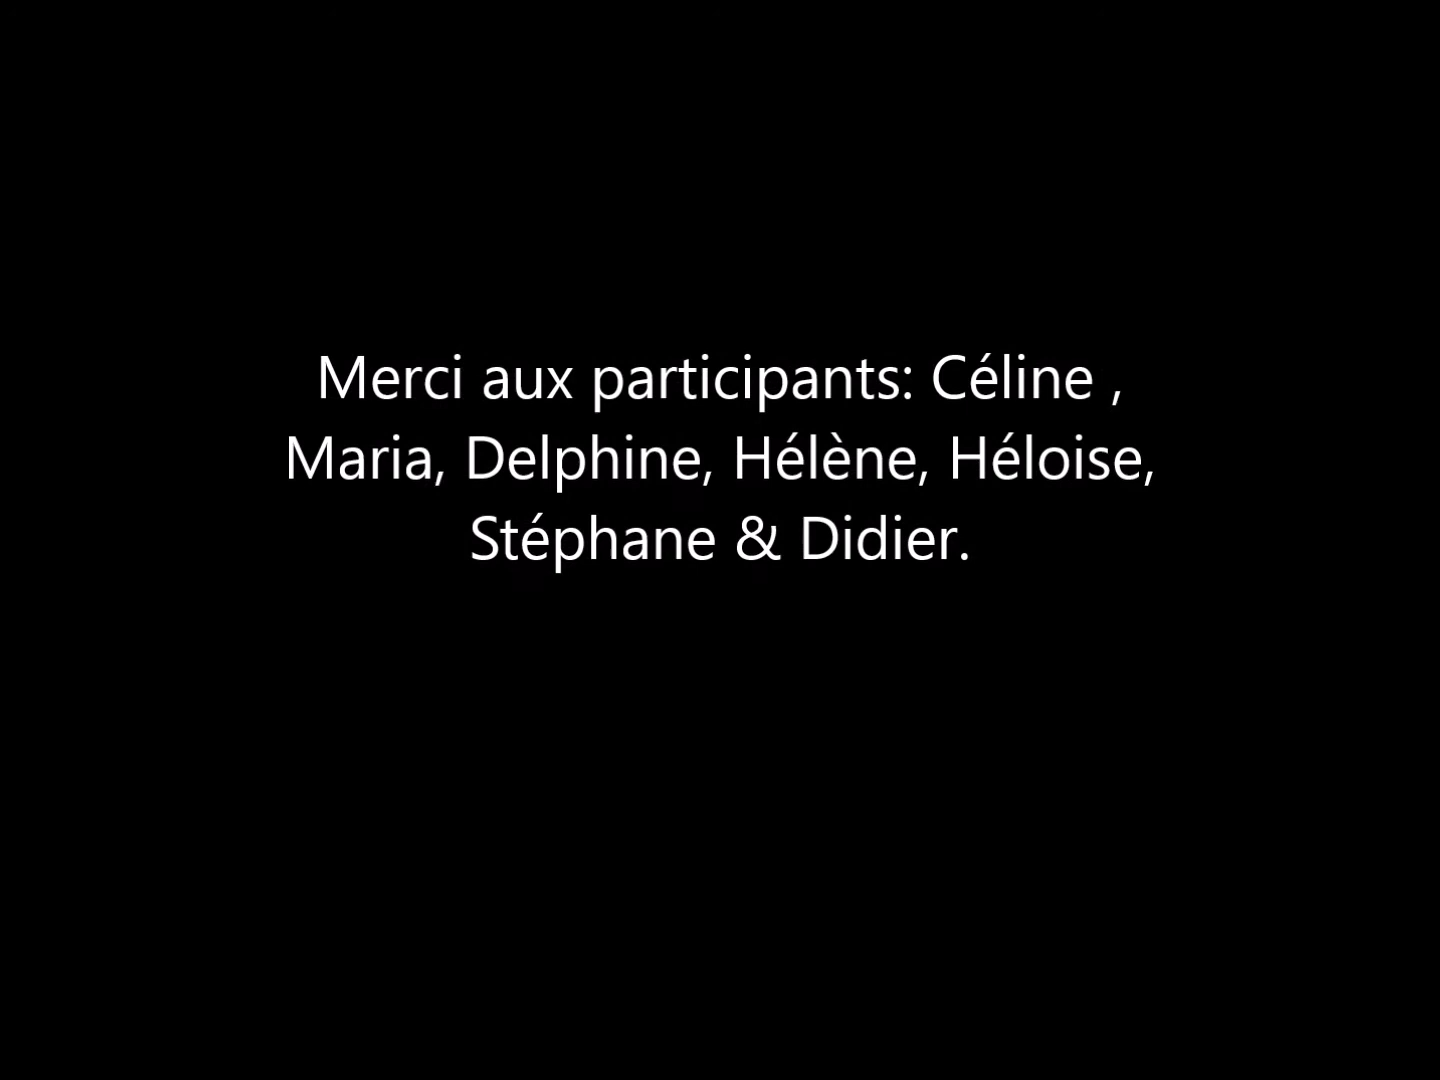 Merci aux participants: Céline ,
Maria, Delphine, Hélène, Héloise,
Stéphane & Didier.